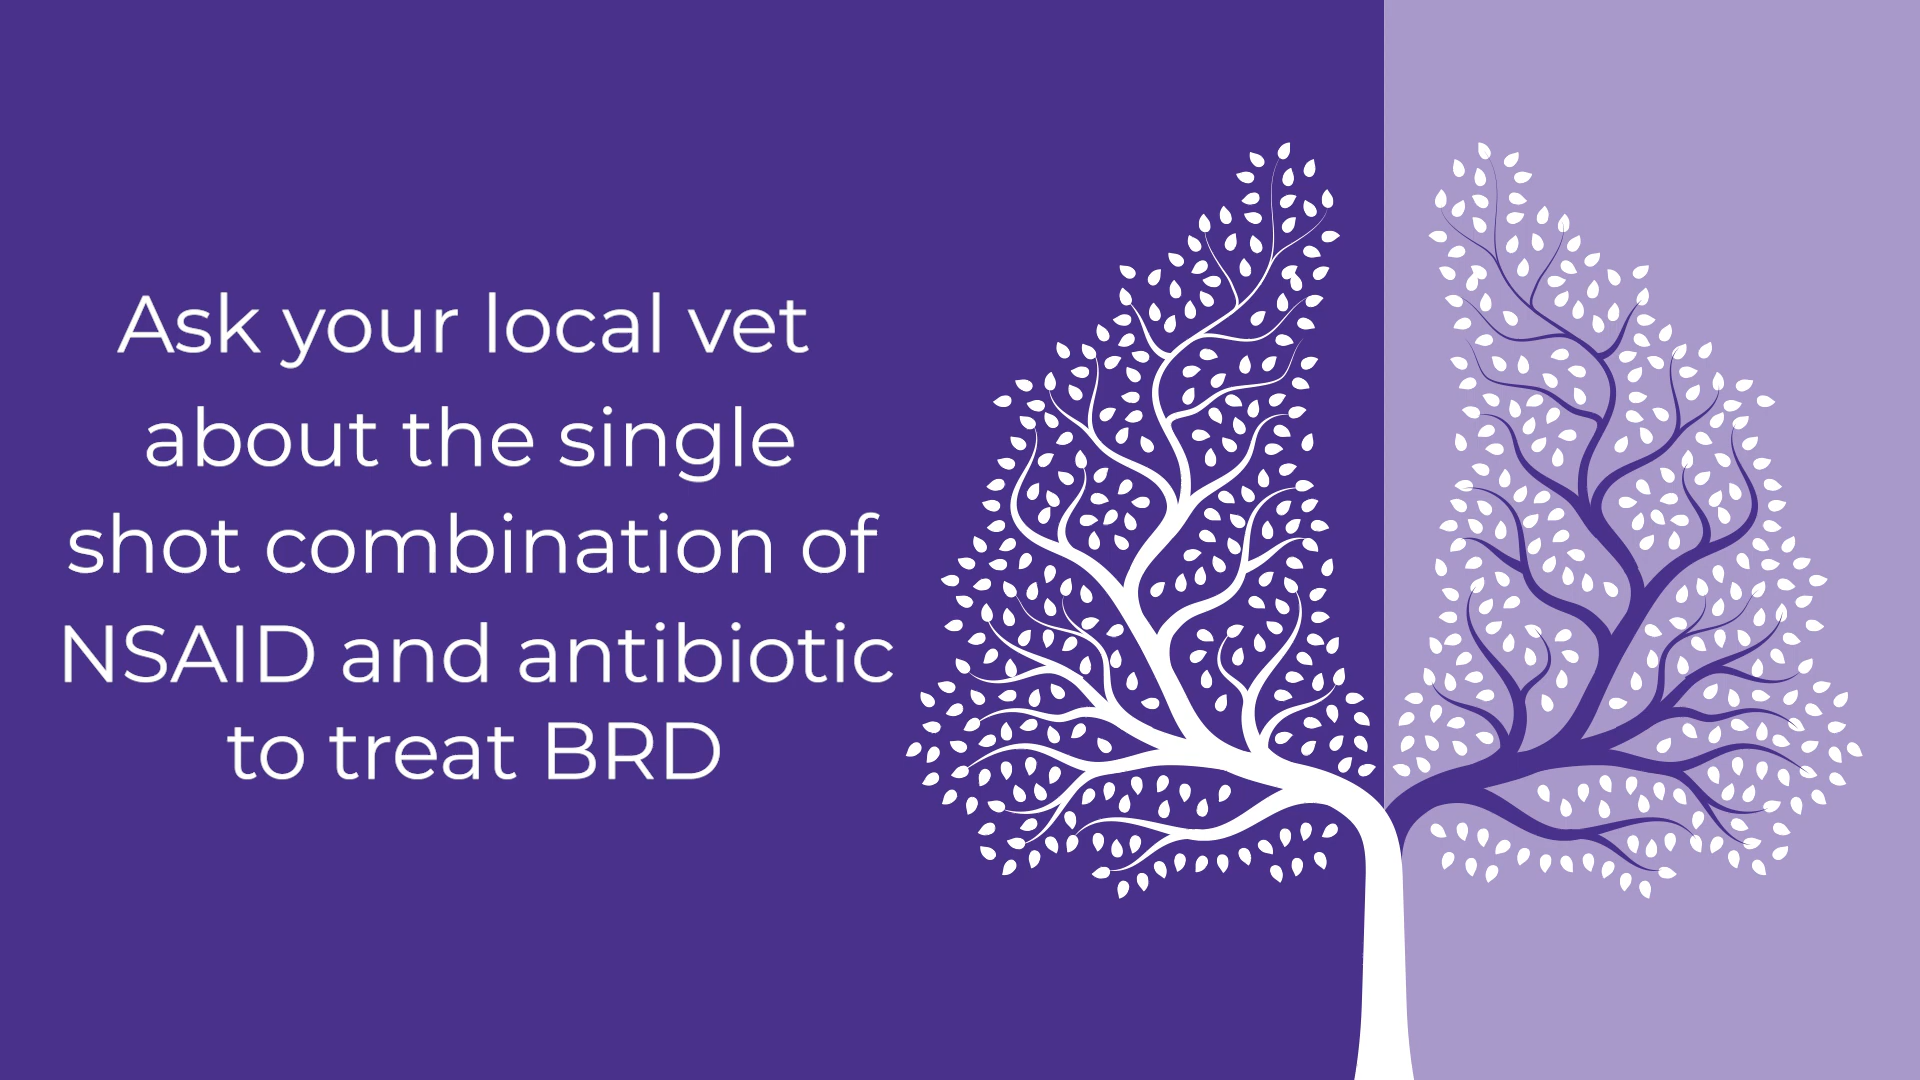 Ask your local vet
about the single
shot combination of
NSAID and antibiotic
to treat BRD